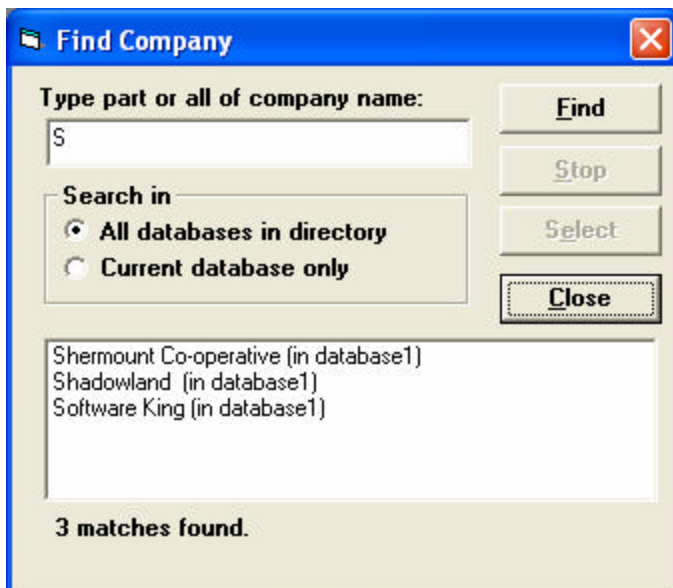 Find Company
Type part or all of company name:
S
Find
Stop
Search in
All databases in directory
Select
Current database only
Close
Shermount Co-operative (in database1)
Shadowland  (in database1)
Software King (in database1)
3 matches found.